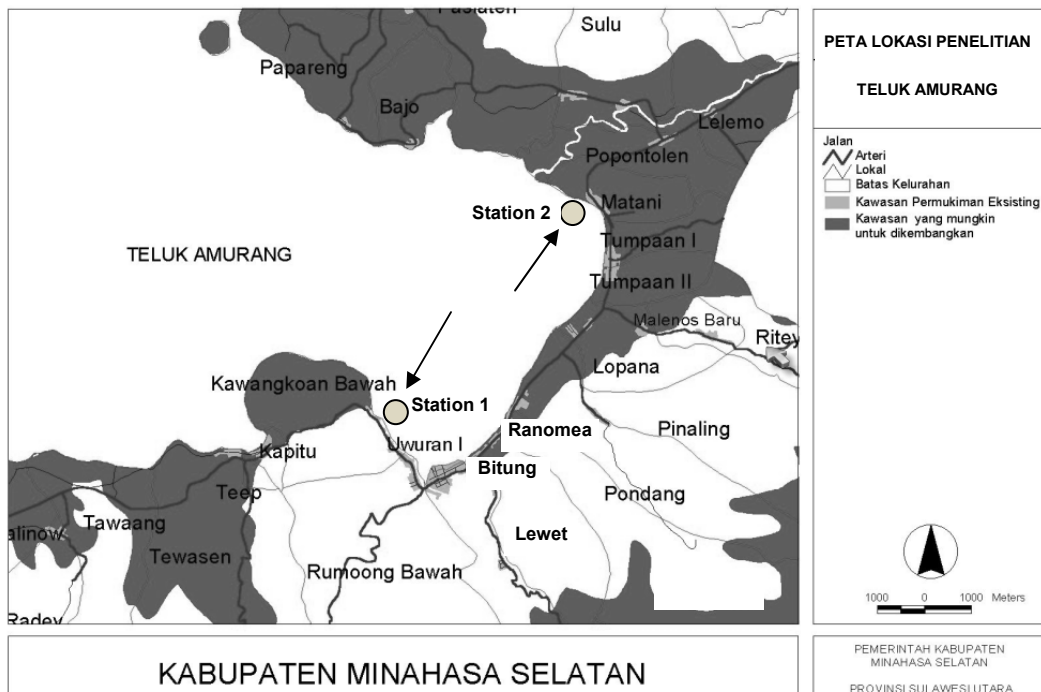 Sulu
Papareng
Bajo
Lelemo
Popontolen
Station 2
Matani
TELUK AMURANG
Tumpaan I
Tumpaan II
Malenos Baru
Ritey
Kawangkoan Bawah
Lopana
Station 1
Ranomea
Pinaling
Uwuran I
Kapitu
Bitung
Teep
Pondang
Tawaang
Lewet
Tewasen
Rumoong Bawah
KABUPATEN MINAHASA SELATAN
PETA LOKASI PENELITIAN
TELUK AMURANG
Jalan
Arteri
Lokal
Batas Kelurahan
Kawasan Permukiman Eksisting
Kawasan yang mungkin
untuk dikembangkan
1000 0 1000 Meters
PEMERINTAH KABUPATEN
MINAHASA SELATAN
PROVINSI SULAWESI UTARA